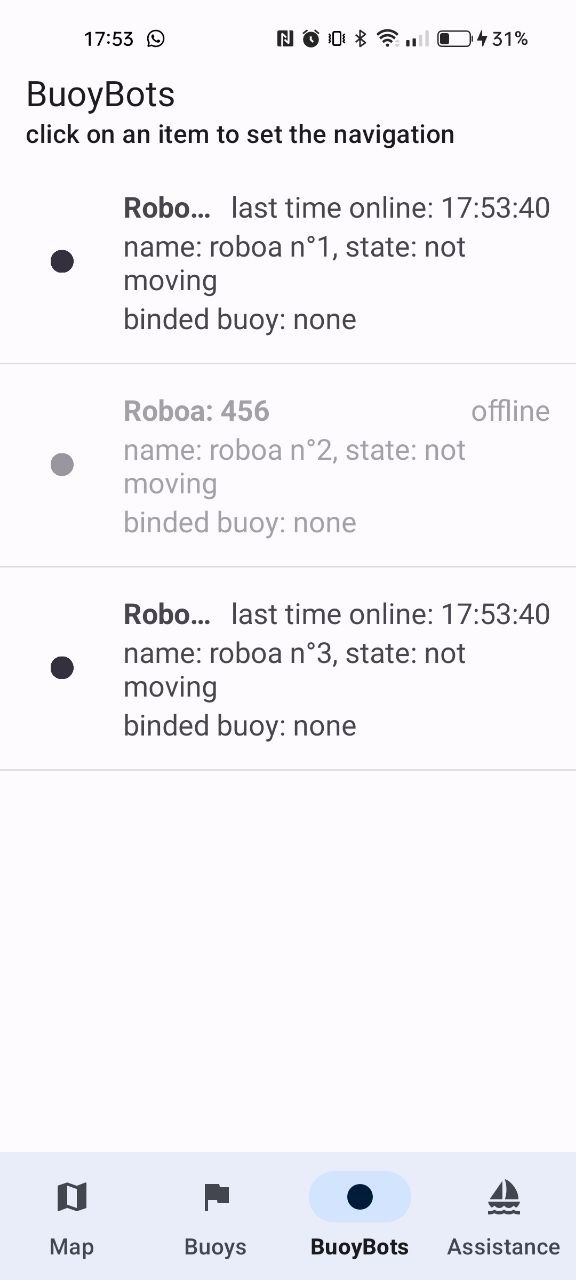 17:53 31%
BuoyBots
click on an item to set the navigation
Robo... last time online: 17:53:40
name: roboa n°1, state: not
moving
binded buoy: none
Roboa: 456 offline
name: roboa n°2, state: not
moving
binded buoy: none
Robo... last time online: 17:53:40
name: roboa n°3, state: not
moving
binded buoy: none
Map Buoys BuoyBots Assistance